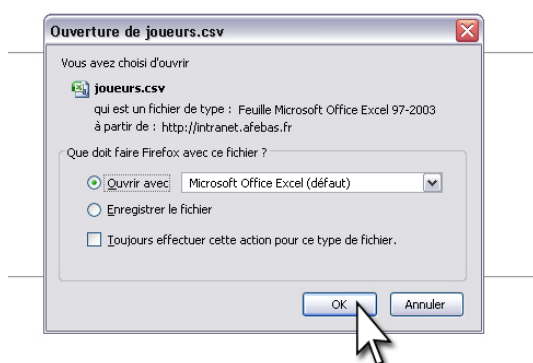 Ouverture de joueurs.csv
Vous avez choisi d'ouvrir
joueurs.csv
qui est un fichier de type : Feuille Microsoft Office Excel 97-2003
à partir de : http://intranet.afebas.fr
Que doit faire Firefox avec ce fichier ?
Ouvrir avec Microsoft Office Excel (défaut)
Enregistrer le fichier
Toujours effectuer cette action pour ce type de fichier.
OK Annuler